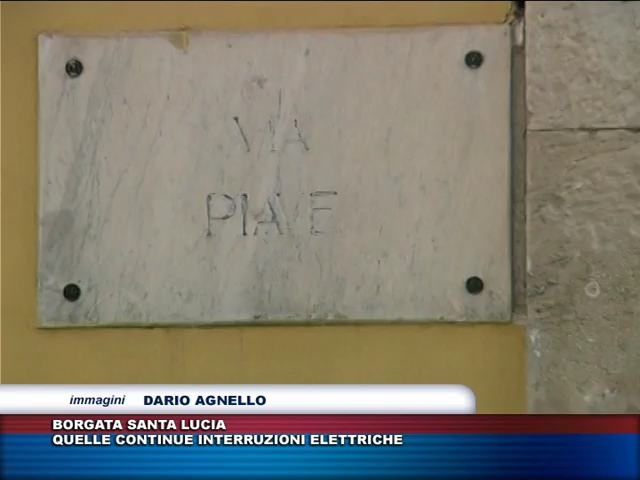 VIA
PIAVE
immagini DARIO AGNELLO
BORGATA SANTA LUCIA
QUELLE CONTINUE INTERRUZIONI ELETTRICHE